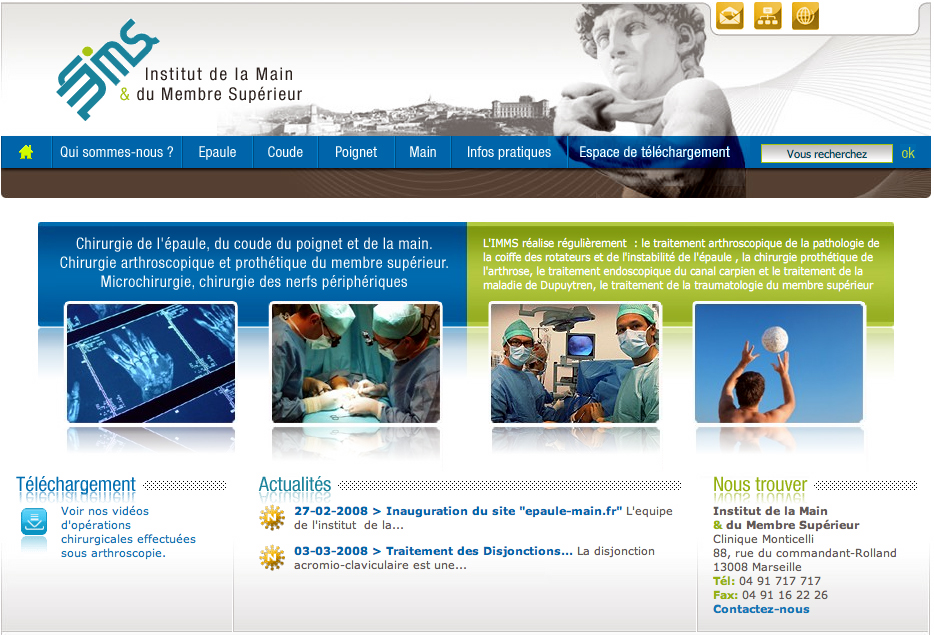 imms
Institut de la Main
& du Membre Supérieur
Qui sommes-nous ? Epaule Coude Poignet Main Infos pratiques Espace de téléchargement Vous recherchez ok
Chirurgie de l'épaule, du coude du poignet et de la main.
Chirurgie arthroscopique et prothétique du membre supérieur.
Microchirurgie, chirurgie des nerfs périphériques
L'IMMS réalise régulièrement : le traitement arthroscopique de la pathologie de
la coiffe des rotateurs et de l'instabilité de l'épaule , la chirurgie prothétique de
l'arthrose, le traitement endoscopique du canal carpien et le traitement de la
maladie de Dupuytren, le traitement de la traumatologie du membre supérieur
Téléchargement
Voir nos vidéos
d'opérations
chirurgicales effectuées
sous arthroscopie.
Actualités
N
27-02-2008 > Inauguration du site "epaule-main.fr" L'equipe
de l'institut de la...
N
03-03-2008 > Traitement des Disjonctions... La disjonction
acromio-claviculaire est une...
Nous trouver
Institut de la Main
& du Membre Supérieur
Clinique Monticelli
88, rue du commandant-Rolland
13008 Marseille
Tél: 04 91 717 717
Fax: 04 91 16 22 26
Contactez-nous